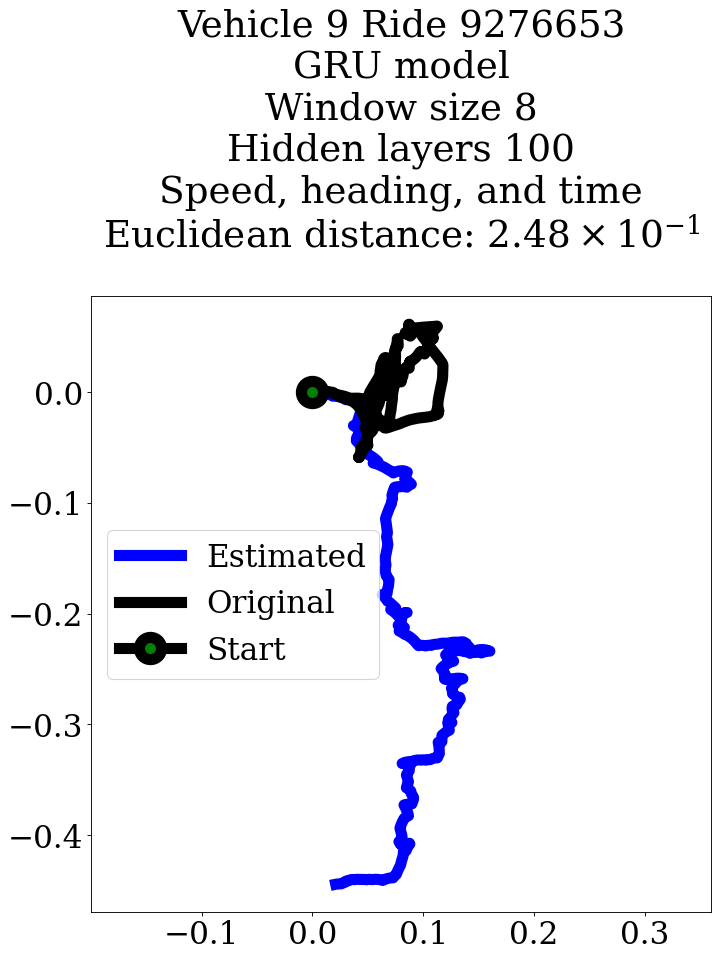 Vehicle 9 Ride 9276653
GRU model
Window size 8
Hidden layers 100
Speed, heading, and time
Euclidean distance: 2.48 × 10⁻¹
0.0
−0.1
−0.2
−0.3
−0.4
Estimated
Original
Start
−0.1 0.0 0.1 0.2 0.3